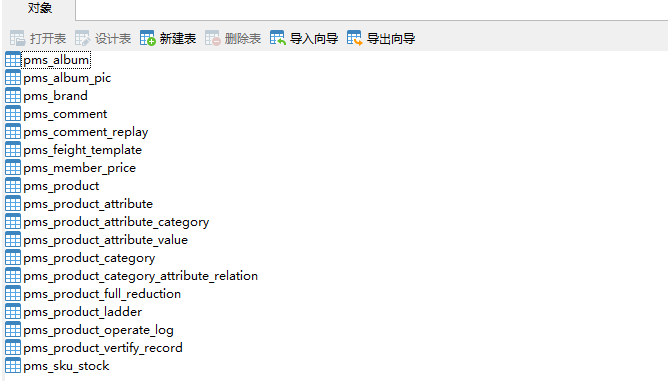 对象
打开表 设计表 新建表 删除表 导入向导 导出向导
pms_album
pms_album_pic
pms_brand
pms_comment
pms_comment_replay
pms_feight_template
pms_member_price
pms_product
pms_product_attribute
pms_product_attribute_category
pms_product_attribute_value
pms_product_category
pms_product_category_attribute_relation
pms_product_full_reduction
pms_product_ladder
pms_product_operate_log
pms_product_vertify_record
pms_sku_stock